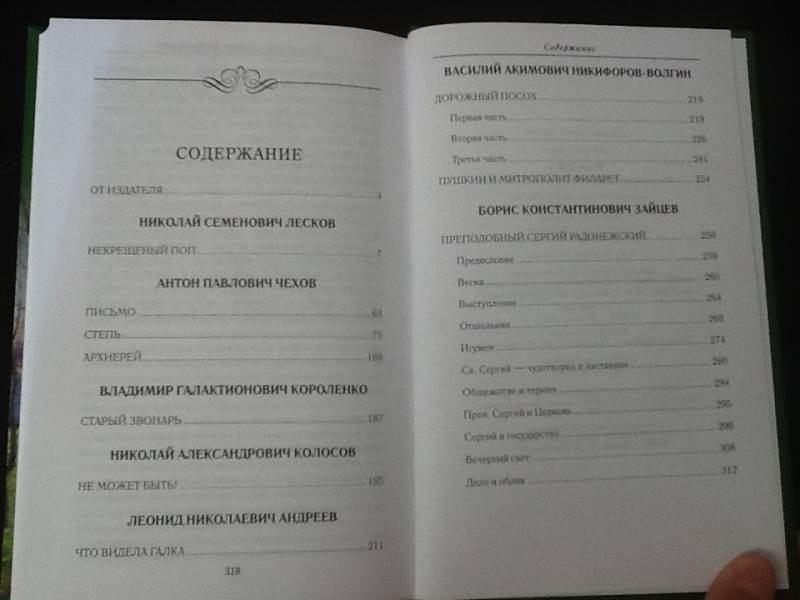 СОДЕРЖАНИЕ
ОТ ИЗДАТЕЛЯ 3
НИКОЛАЙ СЕМЕНОВИЧ ЛЕСКОВ
НЕКРЕЩЕНЫЙ ПОП 7
АНТОН ПАВЛОВИЧ ЧЕХОВ
ПИСЬМО 63
СТЕПЬ 75
АРХИЕРЕЙ 169
ВЛАДИМИР ГАЛАКТИОНОВИЧ КОРОЛЕНКО
СТАРЫЙ ЗВОНАРЬ 187
НИКОЛАЙ АЛЕКСАНДРОВИЧ КОЛОСОВ
НЕ МОЖЕТ БЫТЬ! 195
ЛЕОНИД НИКОЛАЕВИЧ АНДРЕЕВ
ЧТО ВИДЕЛА ГАЛКА 211
318
Содержание
ВАСИЛИЙ АКИМОВИЧ НИКИФОРОВ-ВОЛГИН
ДОРОЖНЫЙ ПОСОХ 219
Первая часть 219
Вторая часть 226
Третья часть 241
ПУШКИН И МИТРОПОЛИТ ФИЛАРЕТ 254
БОРИС КОНСТАНТИНОВИЧ ЗАЙЦЕВ
ПРЕПОДОБНЫЙ СЕРГИЙ РАДОНЕЖСКИЙ 259
Предисловие 259
Весна 260
Выступление 264
Отшельник 269
Игумен 274
Св. Сергий — чудотворец и наставник 280
Общежитие и тернии 284
Преп. Сергий и Церковь 295
Сергий и государство 299
Вечерний свет 308
Дело и облик 312